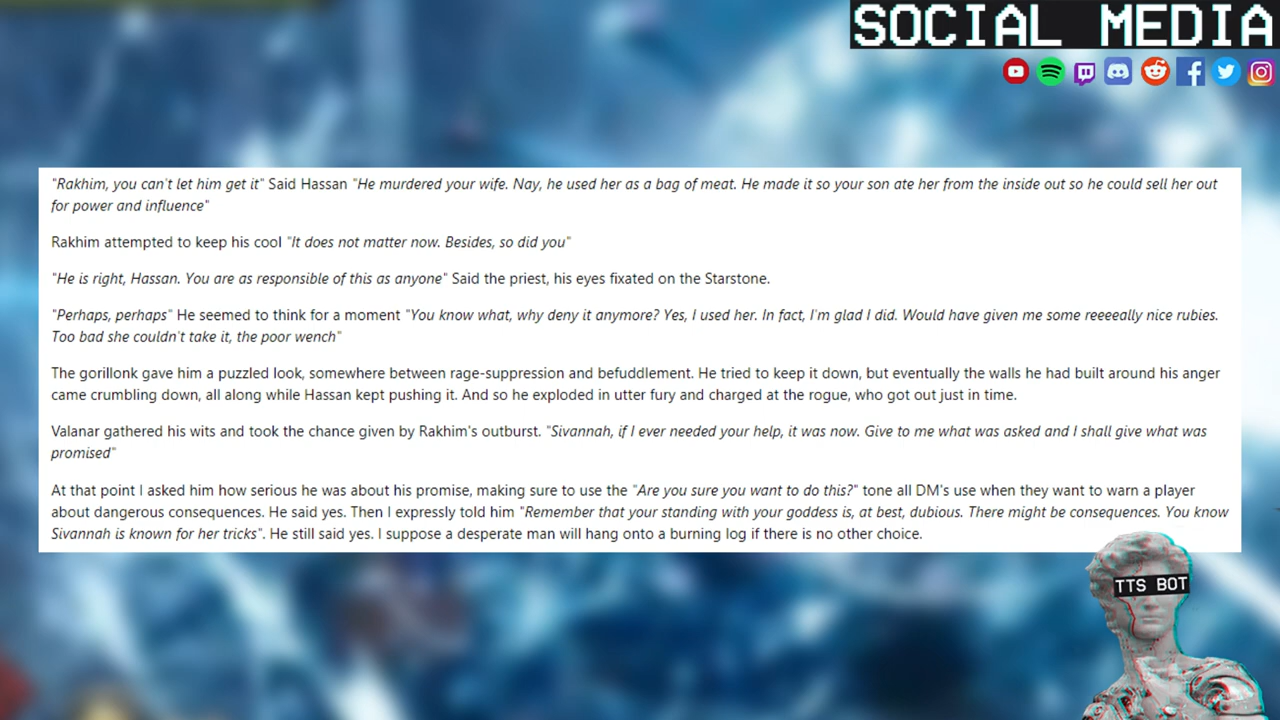 SOCIAL MEDIA
"Rakhim, you can't let him get it" Said Hassan "He murdered your wife. Nay, he used her as a bag of meat. He made it so your son ate her from the inside out so he could sell her out
for power and influence"
Rakhim attempted to keep his cool "It does not matter now. Besides, so did you"
"He is right, Hassan. You are as responsible of this as anyone" Said the priest, his eyes fixated on the Starstone.
"Perhaps, perhaps" He seemed to think for a moment "You know what, why deny it anymore? Yes, I used her. In fact, I'm glad I did. Would have given me some reeeeally nice rubies.
Too bad she couldn't take it, the poor wench"
The gorillonk gave him a puzzled look, somewhere between rage-suppression and befuddlement. He tried to keep it down, but eventually the walls he had built around his anger
came crumbling down, all along while Hassan kept pushing it. And so he exploded in utter fury and charged at the rogue, who got out just in time.
Valanar gathered his wits and took the chance given by Rakhim's outburst. "Sivannah, if I ever needed your help, it was now. Give to me what was asked and I shall give what was
promised"
At that point I asked him how serious he was about his promise, making sure to use the "Are you sure you want to do this?" tone all DM's use when they want to warn a player
about dangerous consequences. He said yes. Then I expressly told him "Remember that your standing with your goddess is, at best, dubious. There might be consequences. You know
Sivannah is known for her tricks". He still said yes. I suppose a desperate man will hang onto a burning log if there is no other choice.
TTS BOT